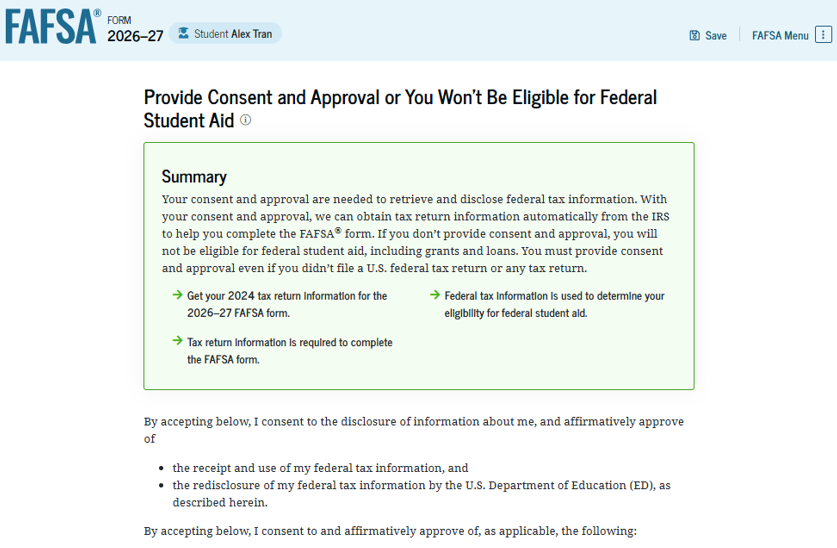 FAFSA®
FORM
2026–27
Student Alex Tran
Save
FAFSA Menu
Provide Consent and Approval or You Won't Be Eligible for Federal
Student Aid
Summary
Your consent and approval are needed to retrieve and disclose federal tax information. With
your consent and approval, we can obtain tax return information automatically from the IRS
to help you complete the FAFSA® form. If you don't provide consent and approval, you will
not be eligible for federal student aid, including grants and loans. You must provide consent
and approval even if you didn't file a U.S. federal tax return or any tax return.
Get your 2024 tax return information for the
2026–27 FAFSA form.
Federal tax information is used to determine your
eligibility for federal student aid.
Tax return information is required to complete
the FAFSA form.
By accepting below, I consent to the disclosure of information about me, and affirmatively approve
of
• the receipt and use of my federal tax information, and
• the redisclosure of my federal tax information by the U.S. Department of Education (ED), as
described herein.
By accepting below, I consent to and affirmatively approve of, as applicable, the following: